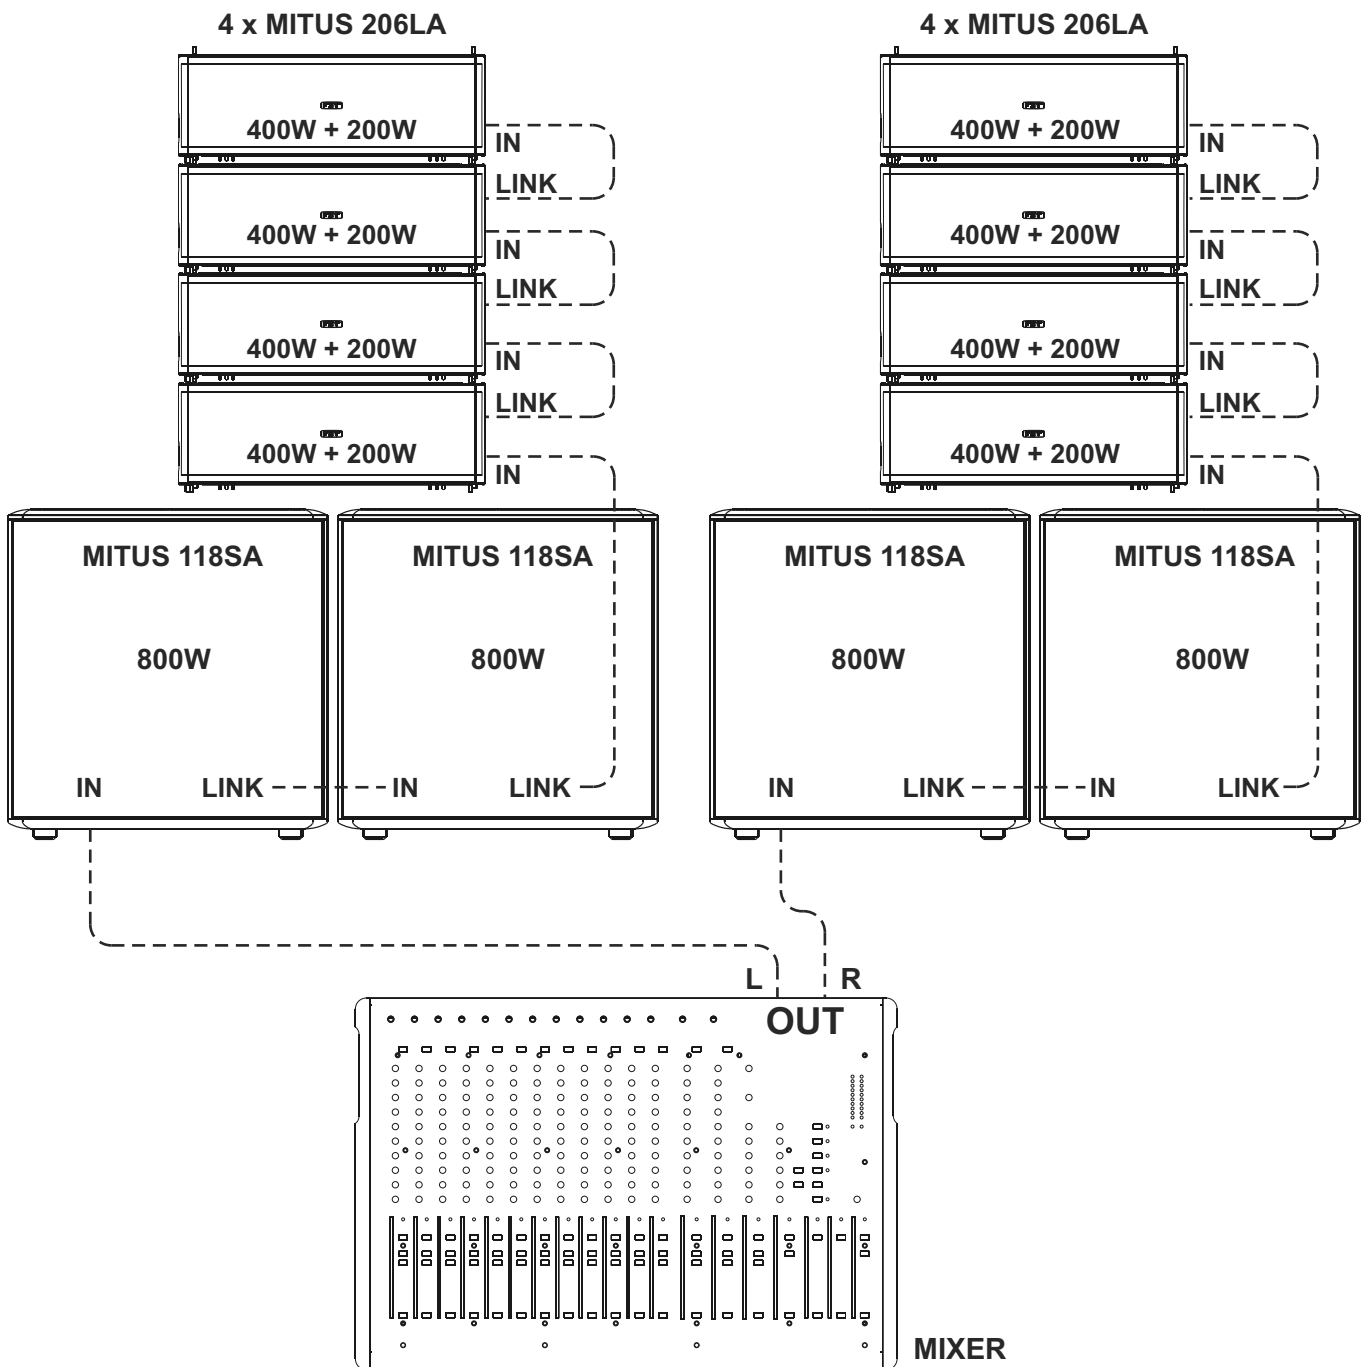 4 x MITUS 206LA 4 x MITUS 206LA
400W + 200W 400W + 200W
IN IN
LINK LINK
400W + 200W 400W + 200W
IN IN
LINK LINK
400W + 200W 400W + 200W
IN IN
LINK LINK
400W + 200W 400W + 200W
IN IN
MITUS 118SA MITUS 118SA MITUS 118SA MITUS 118SA
800W 800W 800W 800W
IN LINK IN LINK IN LINK IN LINK
L R
OUT
MIXER